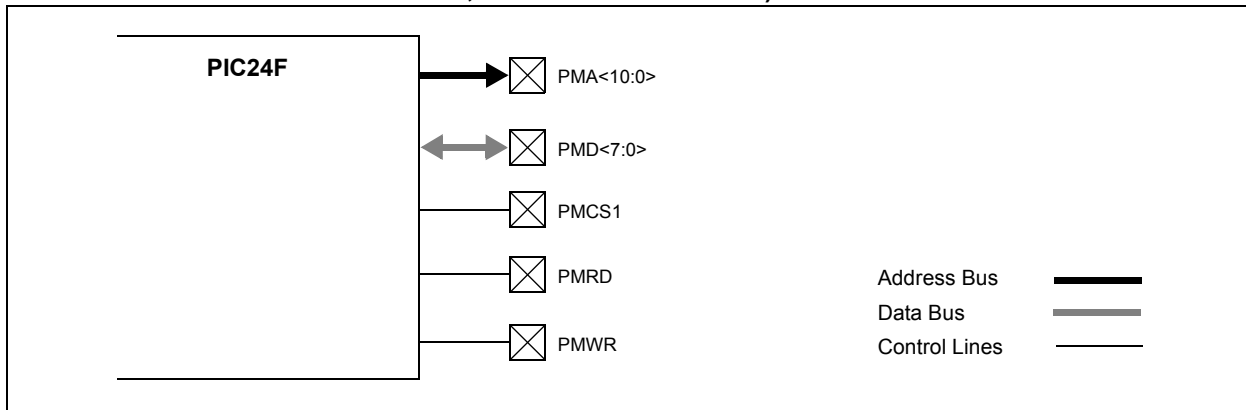 PIC24F
PMA<10:0>
PMD<7:0>
PMCS1
PMRD
PMWR
Address Bus
Data Bus
Control Lines